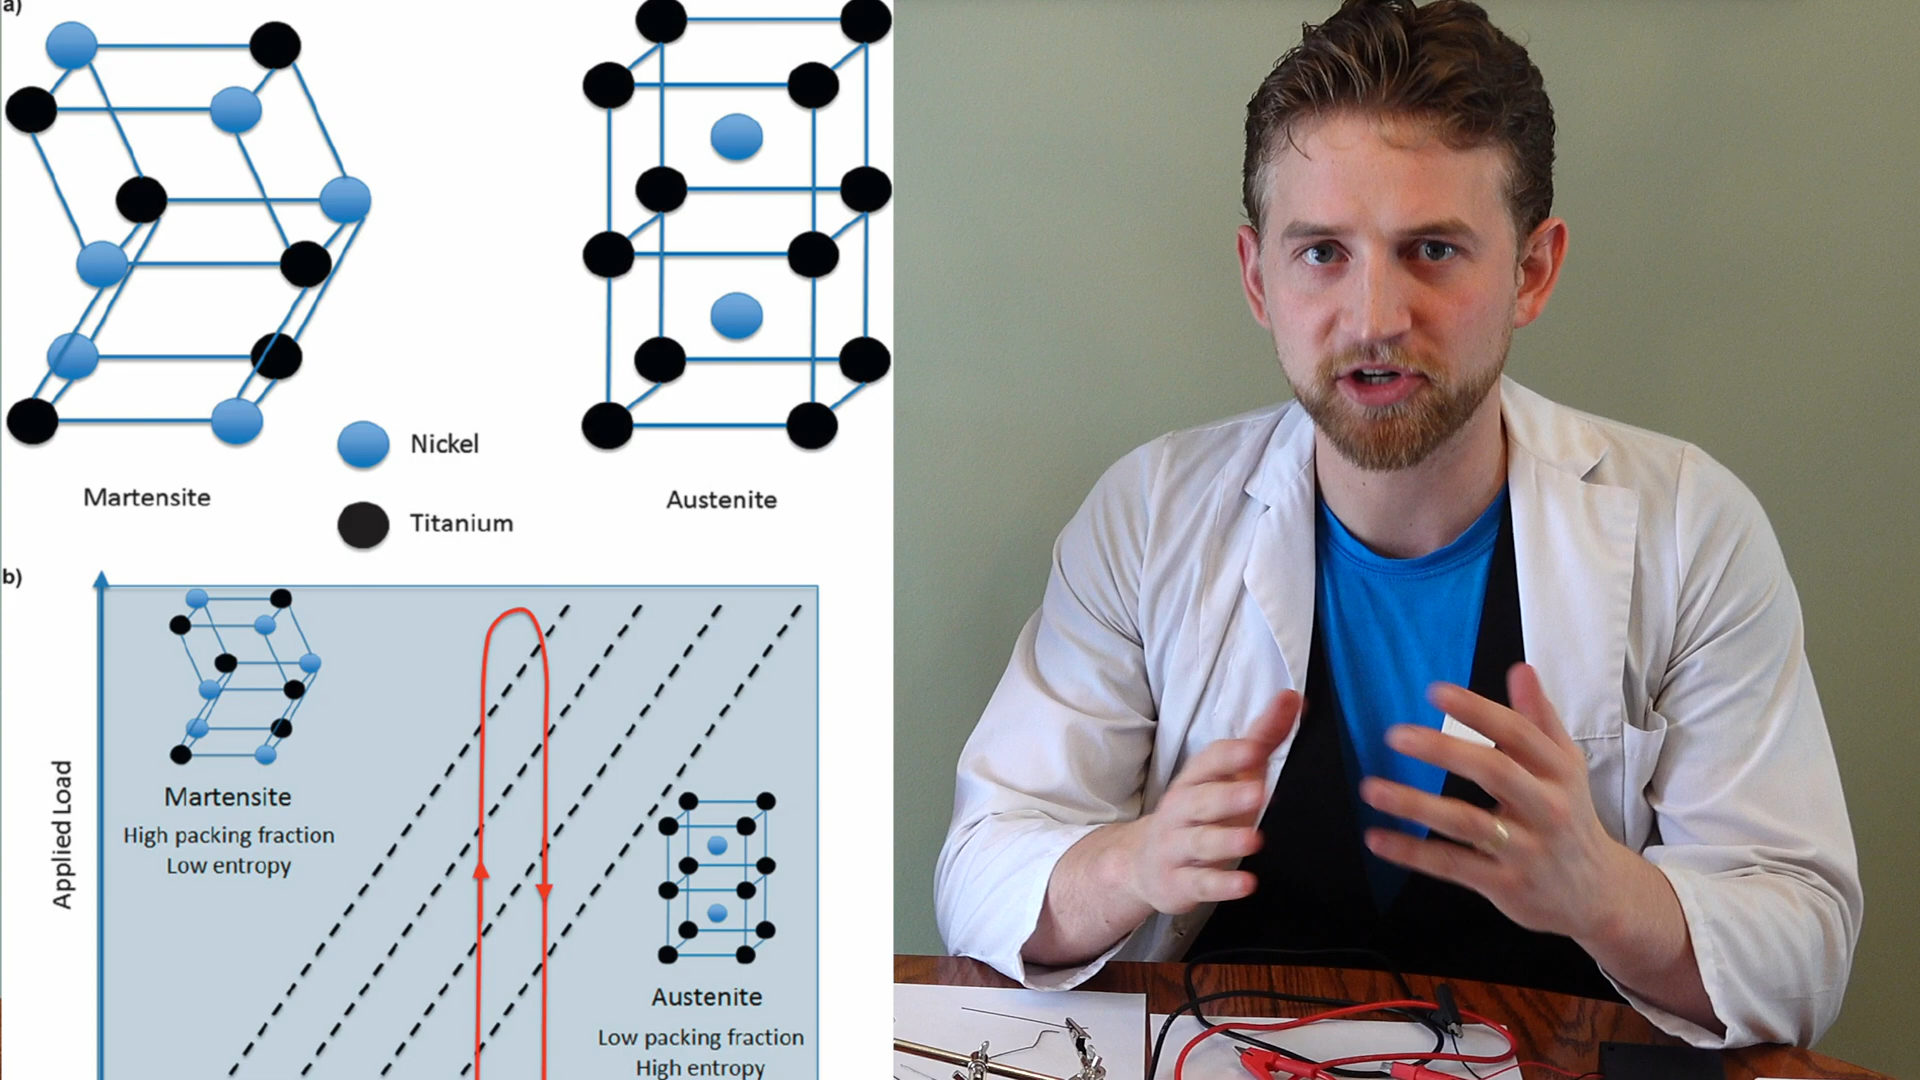 a)
Nickel
Martensite
Austenite
Titanium
b)
Applied Load
Martensite
High packing fraction
Low entropy
Austenite
Low packing fraction
High entropy